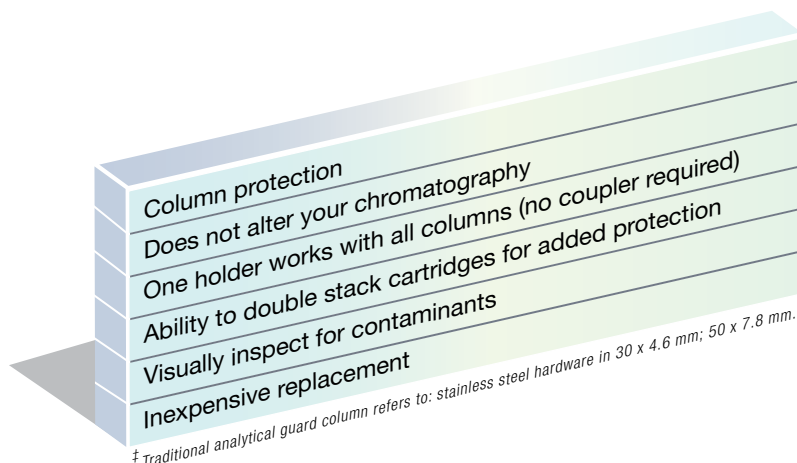 Column protection
Does not alter your chromatography
One holder works with all columns (no coupler required)
Ability to double stack cartridges for added protection
Visually inspect for contaminants
Inexpensive replacement
‡ Traditional analytical guard column refers to: stainless steel hardware in 30 x 4.6 mm; 50 x 7.8 mm.